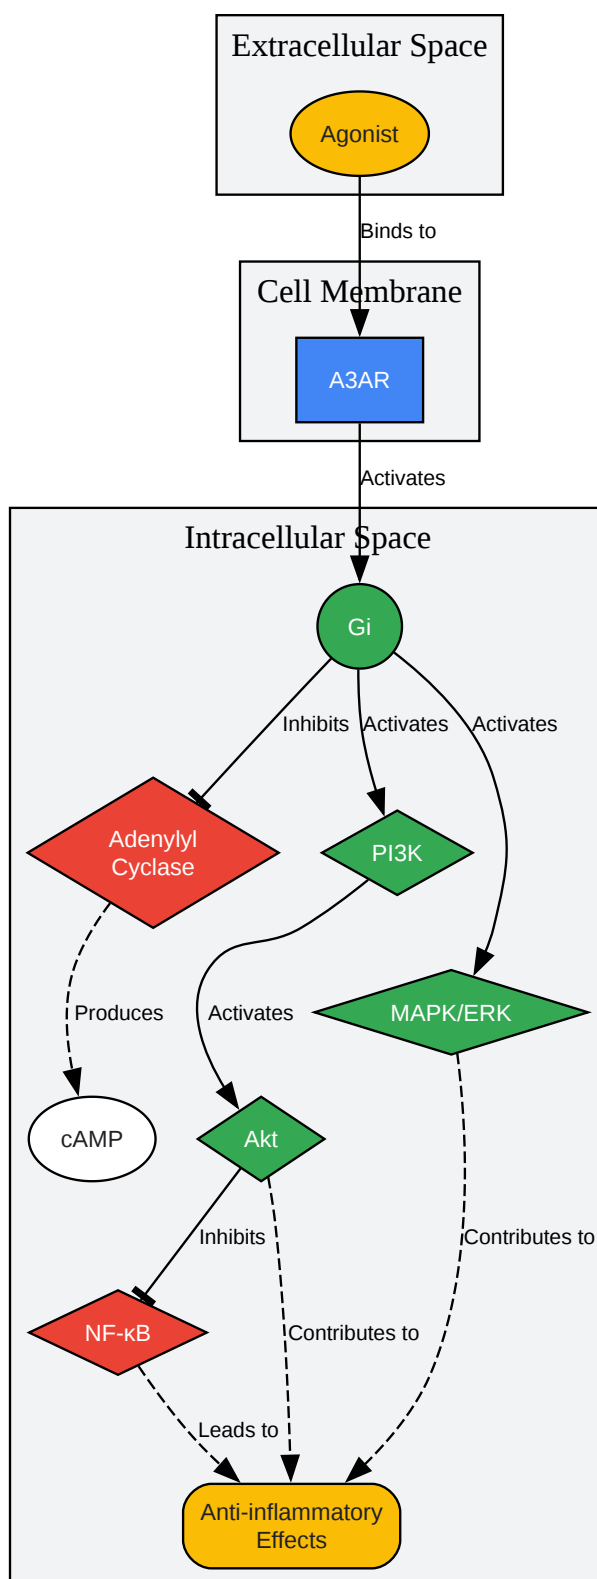 Extracellular Space
Agonist
Binds to
Cell Membrane
A3AR
Activates
Intracellular Space
Gi
Inhibits
Activates
Activates
Adenylyl
Cyclase
PI3K
Produces
Activates
MAPK/ERK
cAMP
Akt
Inhibits
Contributes to
NF-κB
Contributes to
Leads to
Anti-inflammatory
Effects